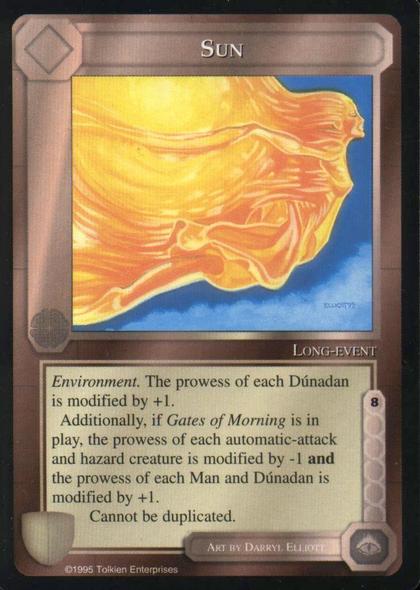 Sun
ELLIOTT'95
Long-event
Environment. The prowess of each Dúnadan
is modified by +1.
Additionally, if Gates of Morning is in
play, the prowess of each automatic-attack
and hazard creature is modified by -1 and
the prowess of each Man and Dúnadan is
modified by +1.
Cannot be duplicated.
8
Art by Darryl Elliott
©1995 Tolkien Enterprises